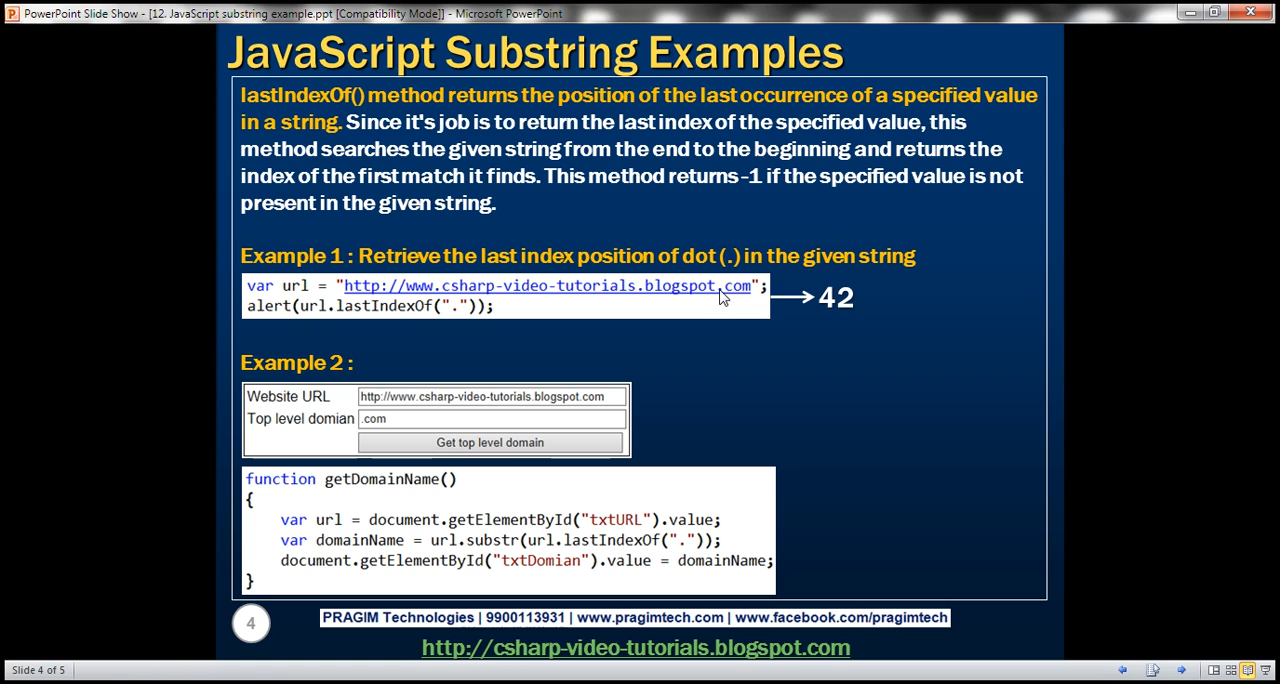 PowerPoint Slide Show - [12. JavaScript substring example.ppt [Compatibility Mode]] - Microsoft PowerPoint
JavaScript Substring Examples
lastIndexOf() method returns the position of the last occurrence of a specified value
in a string. Since it's job is to return the last index of the specified value, this
method searches the given string from the end to the beginning and returns the
index of the first match it finds. This method returns -1 if the specified value is not
present in the given string.
Example 1 : Retrieve the last index position of dot (.) in the given string
var url = "http://www.csharp-video-tutorials.blogspot.com";
alert(url.lastIndexOf("."));
42
Example 2 :
Website URL http://www.csharp-video-tutorials.blogspot.com
Top level domian .com
Get top level domain
function getDomainName()
{
var url = document.getElementById("txtURL").value;
var domainName = url.substr(url.lastIndexOf("."));
document.getElementById("txtDomian").value = domainName;
}
4
PRAGIM Technologies | 9900113931 | www.pragimtech.com | www.facebook.com/pragimtech
http://csharp-video-tutorials.blogspot.com
Slide 4 of 5